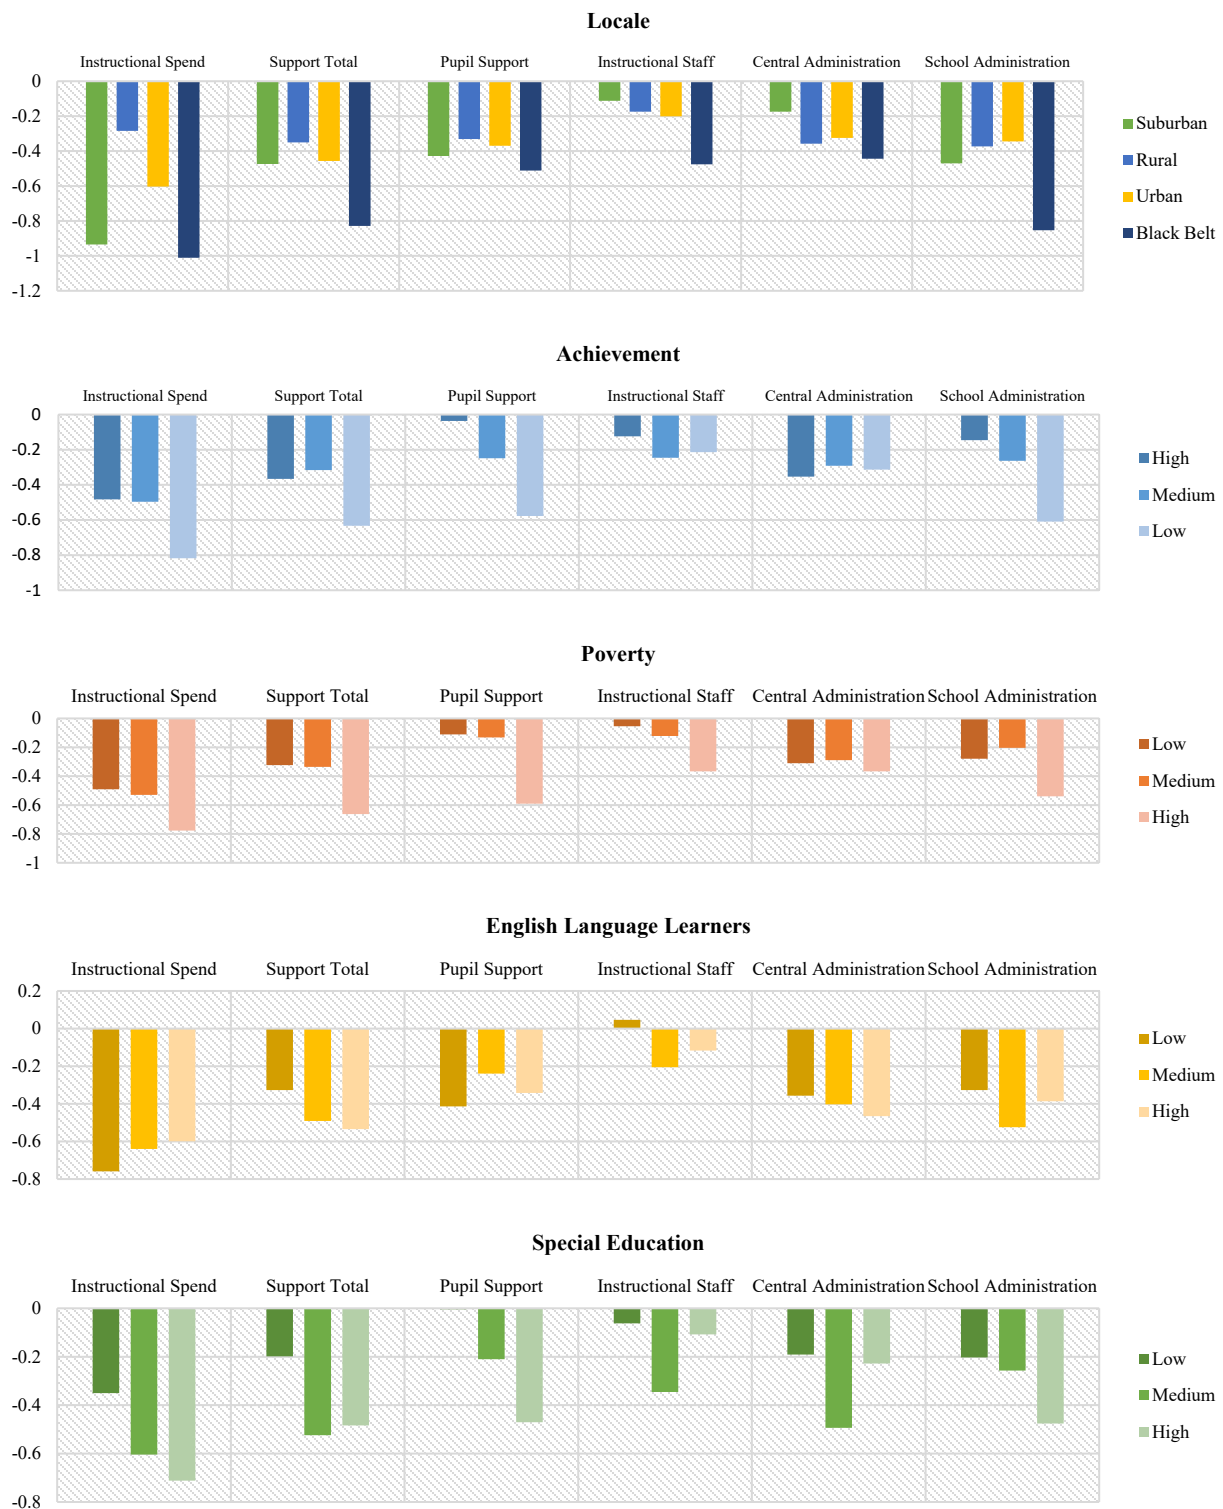 Locale
Instructional Spend Support Total Pupil Support Instructional Staff Central Administration School Administration
0
-0.2
-0.4
-0.6
-0.8
-1
-1.2
Suburban
Rural
Urban
Black Belt
Achievement
Instructional Spend Support Total Pupil Support Instructional Staff Central Administration School Administration
0
-0.2
-0.4
-0.6
-0.8
-1
High
Medium
Low
Poverty
Instructional Spend Support Total Pupil Support Instructional Staff Central Administration School Administration
0
-0.2
-0.4
-0.6
-0.8
-1
Low
Medium
High
English Language Learners
Instructional Spend Support Total Pupil Support Instructional Staff Central Administration School Administration
0.2
0
-0.2
-0.4
-0.6
-0.8
Low
Medium
High
Special Education
Instructional Spend Support Total Pupil Support Instructional Staff Central Administration School Administration
0
-0.2
-0.4
-0.6
-0.8
Low
Medium
High